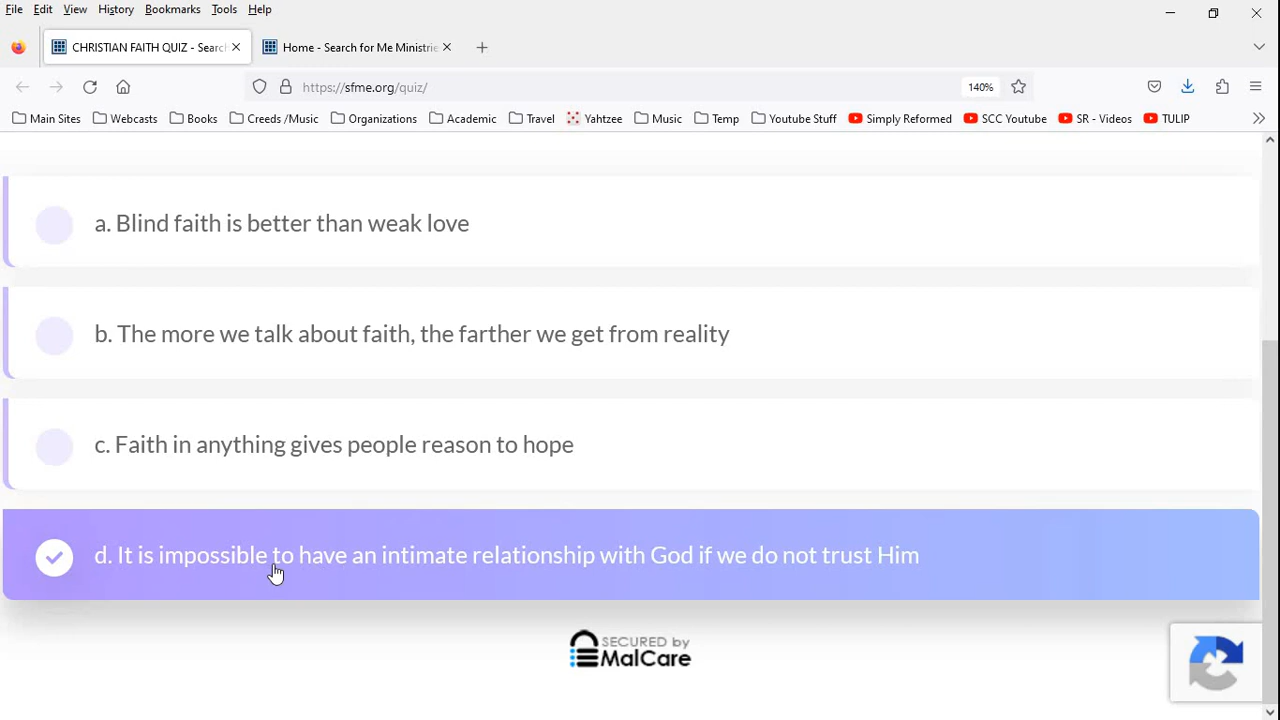 File Edit View History Bookmarks Tools Help
CHRISTIAN FAITH QUIZ - Searc
Home - Search for Me Ministrie
https://sfme.org/quiz/
140%
Main Sites Webcasts Books Creeds /Music Organizations Academic Travel Yahtzee Music Temp Youtube Stuff Simply Reformed SCC Youtube SR - Videos TULIP
a. Blind faith is better than weak love
b. The more we talk about faith, the farther we get from reality
c. Faith in anything gives people reason to hope
d. It is impossible to have an intimate relationship with God if we do not trust Him
SECURED by
MalCare